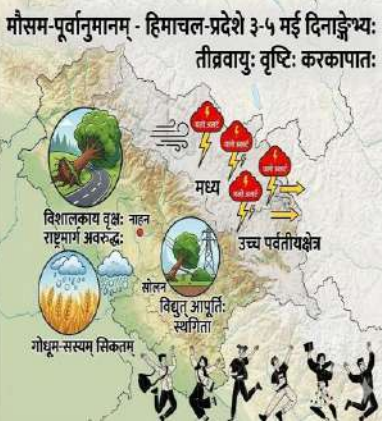 मौसम-पूर्वानुमानम् - हिमाचल-प्रदेशे ३-५ मई दिनाङ्केभ्यः
तीव्रवायुः वृष्टिः करकापातः
मध्य
उच्च पर्वतीयक्षेत्र
विशालकाय वृक्षः
राष्ट्रमार्ग अवरुद्धः
नाहन
सोलन
विद्युत् आपूर्तिः
स्थगिता
गोधूम-सस्यम् सिक्तम्